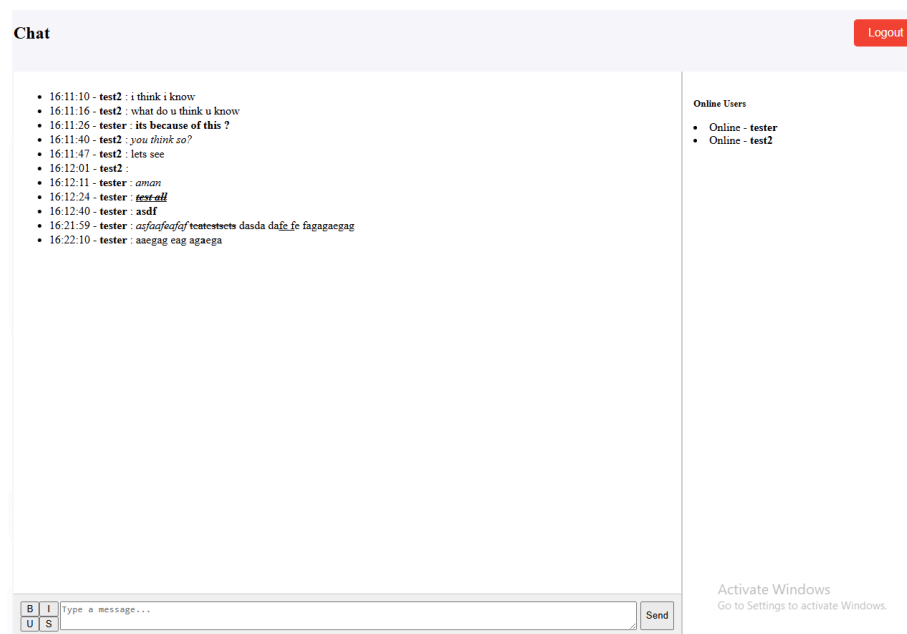 Chat
Logout
16:11:10 - test2 : i think i know
16:11:16 - test2 : what do u think u know
16:11:26 - tester : its because of this ?
16:11:40 - test2 : you think so?
16:11:47 - test2 : lets see
16:12:01 - test2 :
16:12:11 - tester : aman
16:12:24 - tester : test all
16:12:40 - tester : asdf
16:21:59 - tester : asfaafeafaf teatestsets dasda dafe fe fagagaegag
16:22:10 - tester : aaegag eag agaega
Online Users
Online - tester
Online - test2
B I
U S
Type a message...
Send
Activate Windows
Go to Settings to activate Windows.